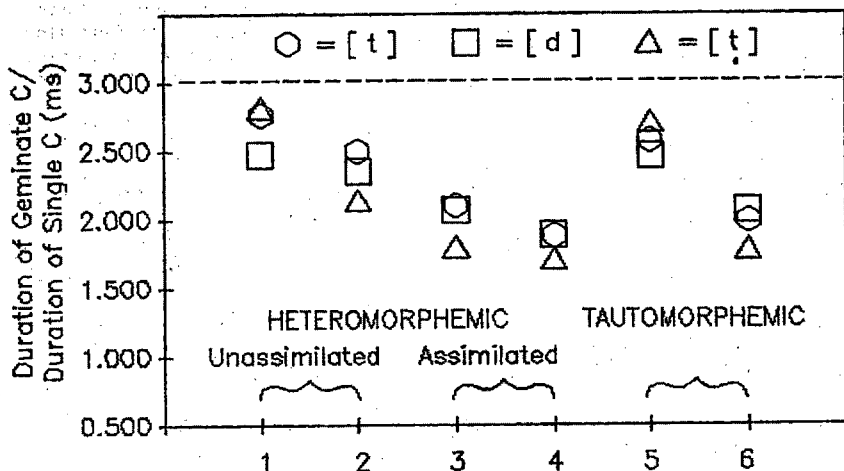 ⬡ = [ t ] □ = [ d ] △ = [ ṭ ]
Duration of Geminate C/
Duration of Single C (ms)
3.000
2.500
2.000
1.500
1.000
0.500
HETEROMORPHEMIC TAUTOMORPHEMIC
Unassimilated Assimilated
1 2 3 4 5 6